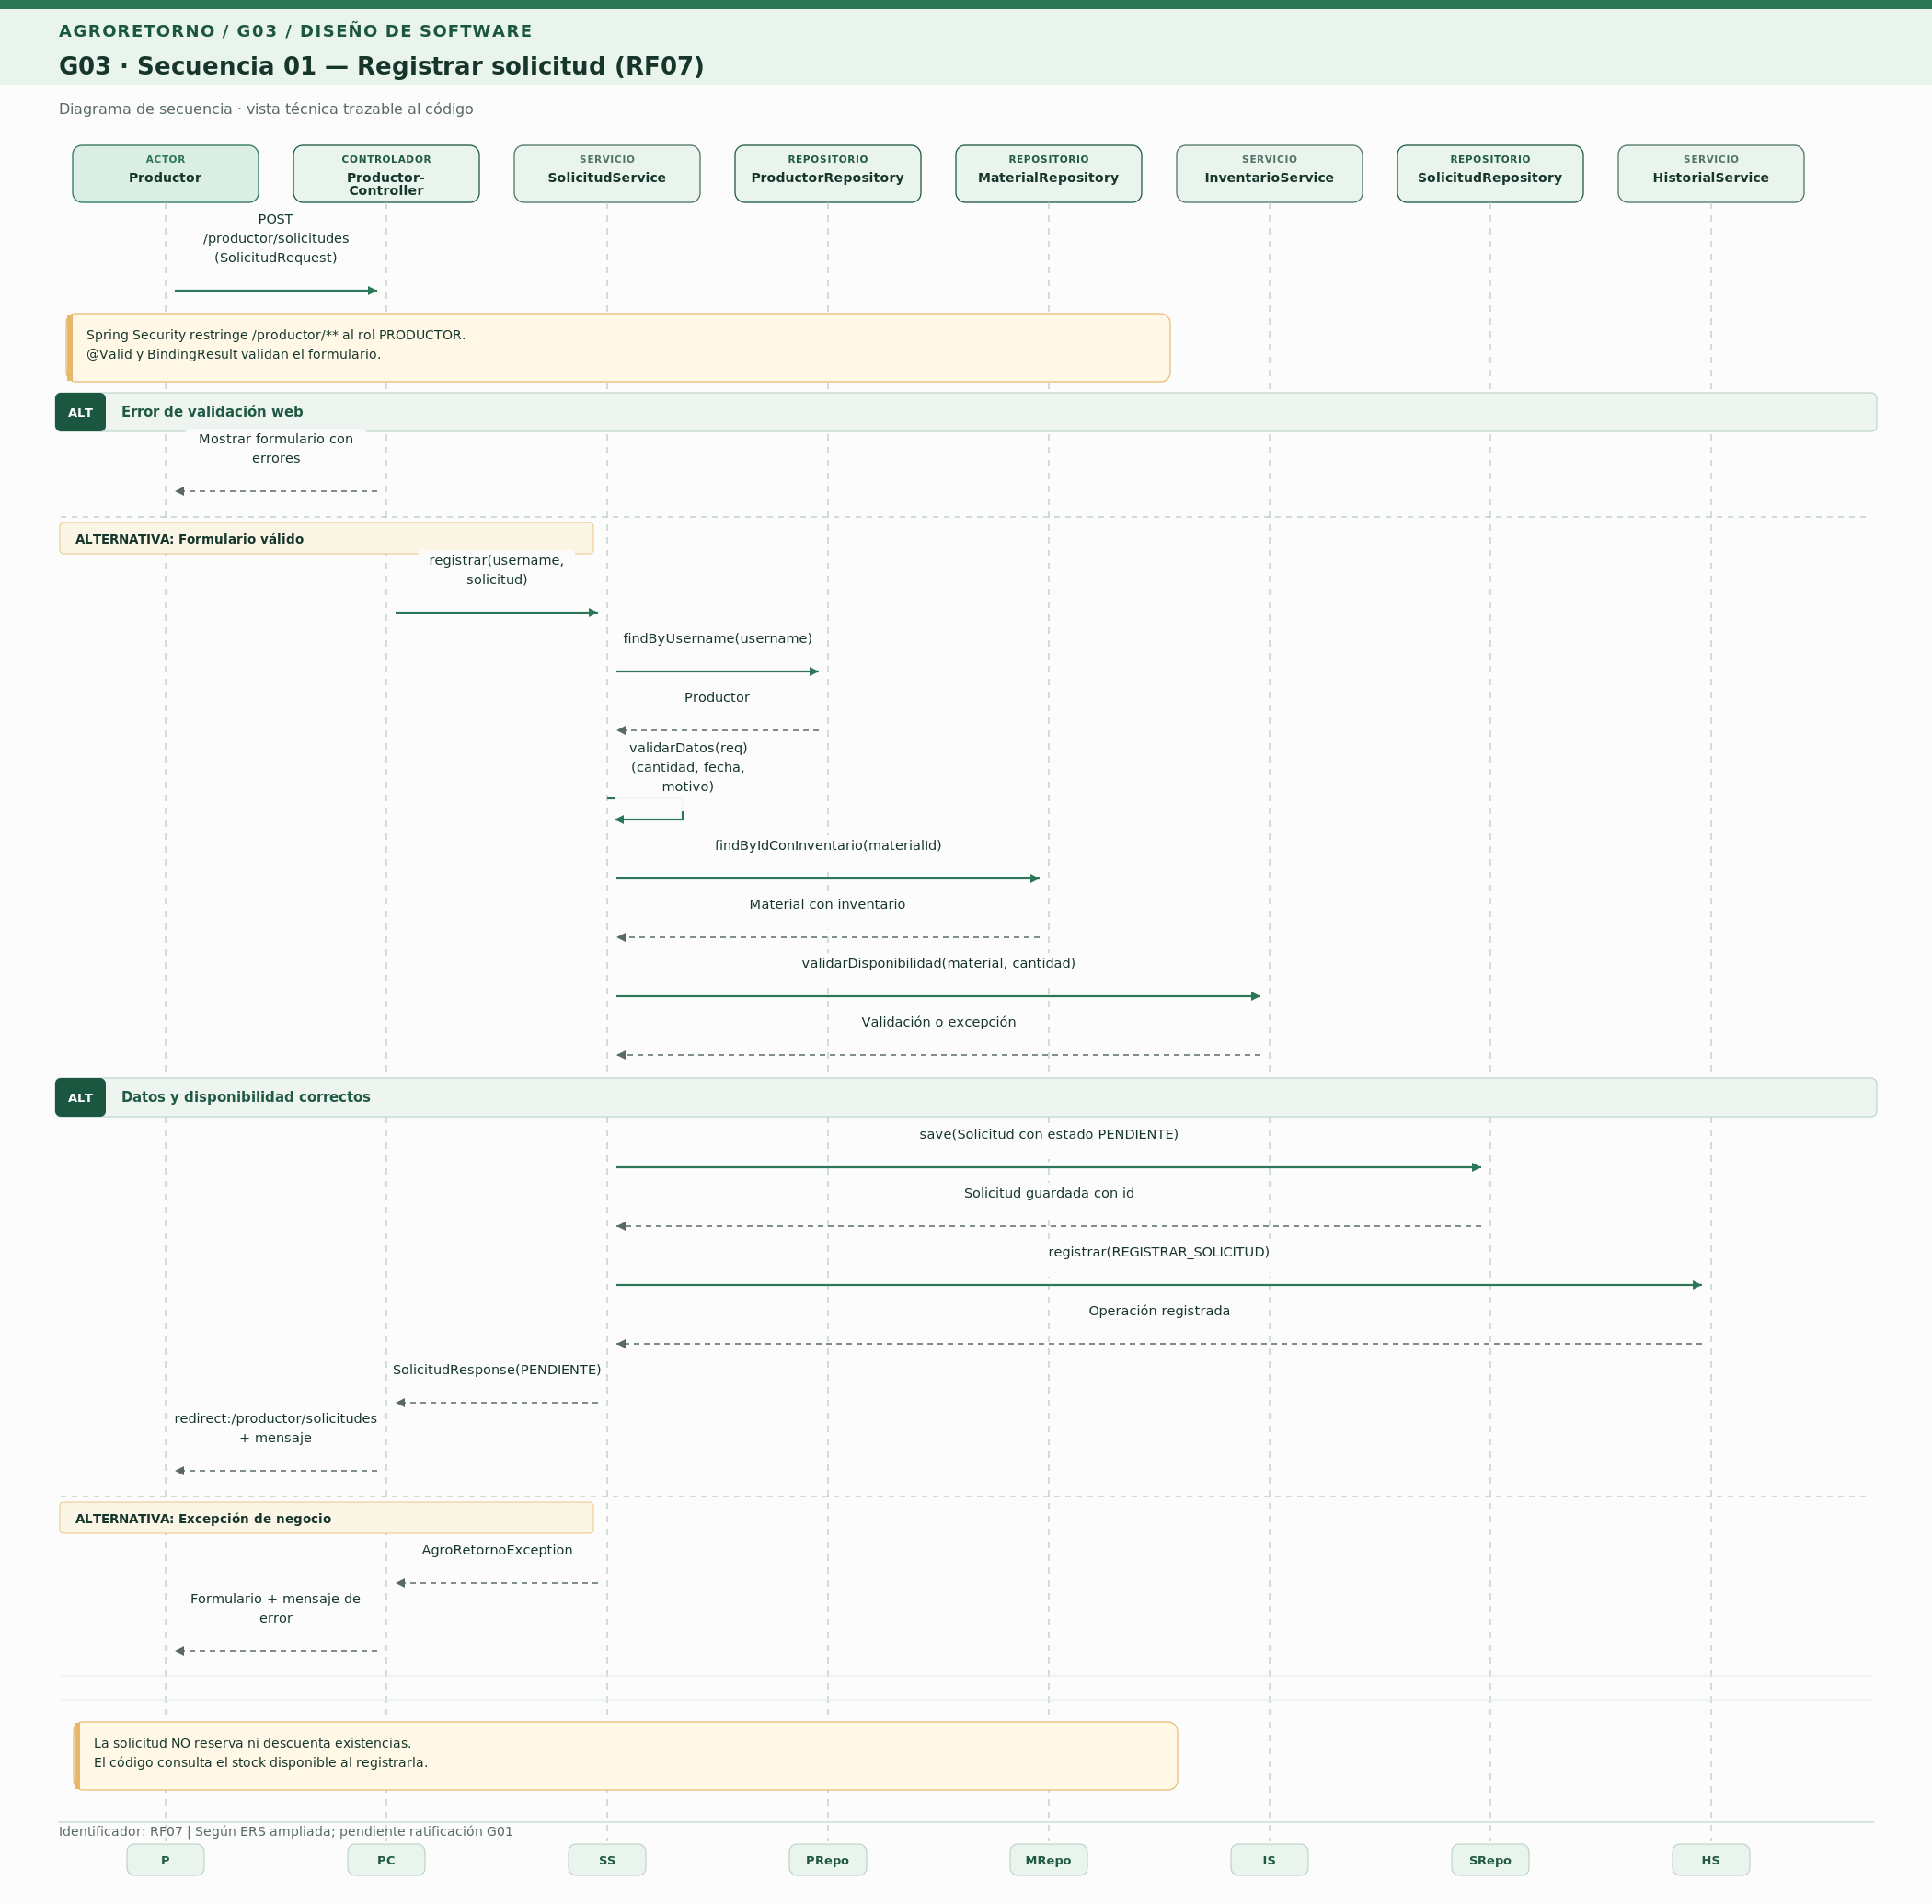 AGRORETORNO / G03 / DISEÑO DE SOFTWARE
G03 · Secuencia 01 — Registrar solicitud (RF07)
Diagrama de secuencia · vista técnica trazable al código
ACTOR
Productor
CONTROLADOR
Productor-
Controller
SERVICIO
SolicitudService
REPOSITORIO
ProductorRepository
REPOSITORIO
MaterialRepository
SERVICIO
InventarioService
REPOSITORIO
SolicitudRepository
SERVICIO
HistorialService
POST
/productor/solicitudes
(SolicitudRequest)
Spring Security restringe /productor/** al rol PRODUCTOR.
@Valid y BindingResult validan el formulario.
ALT
Error de validación web
Mostrar formulario con
errores
ALTERNATIVA: Formulario válido
registrar(username,
solicitud)
findByUsername(username)
Productor
validarDatos(req)
(cantidad, fecha,
motivo)
findByIdConInventario(materialId)
Material con inventario
validarDisponibilidad(material, cantidad)
Validación o excepción
ALT
Datos y disponibilidad correctos
save(Solicitud con estado PENDIENTE)
Solicitud guardada con id
registrar(REGISTRAR_SOLICITUD)
Operación registrada
SolicitudResponse(PENDIENTE)
redirect:/productor/solicitudes
+ mensaje
ALTERNATIVA: Excepción de negocio
AgroRetornoException
Formulario + mensaje de
error
La solicitud NO reserva ni descuenta existencias.
El código consulta el stock disponible al registrarla.
Identificador: RF07 | Según ERS ampliada; pendiente ratificación G01
P
PC
SS
PRepo
MRepo
IS
SRepo
HS